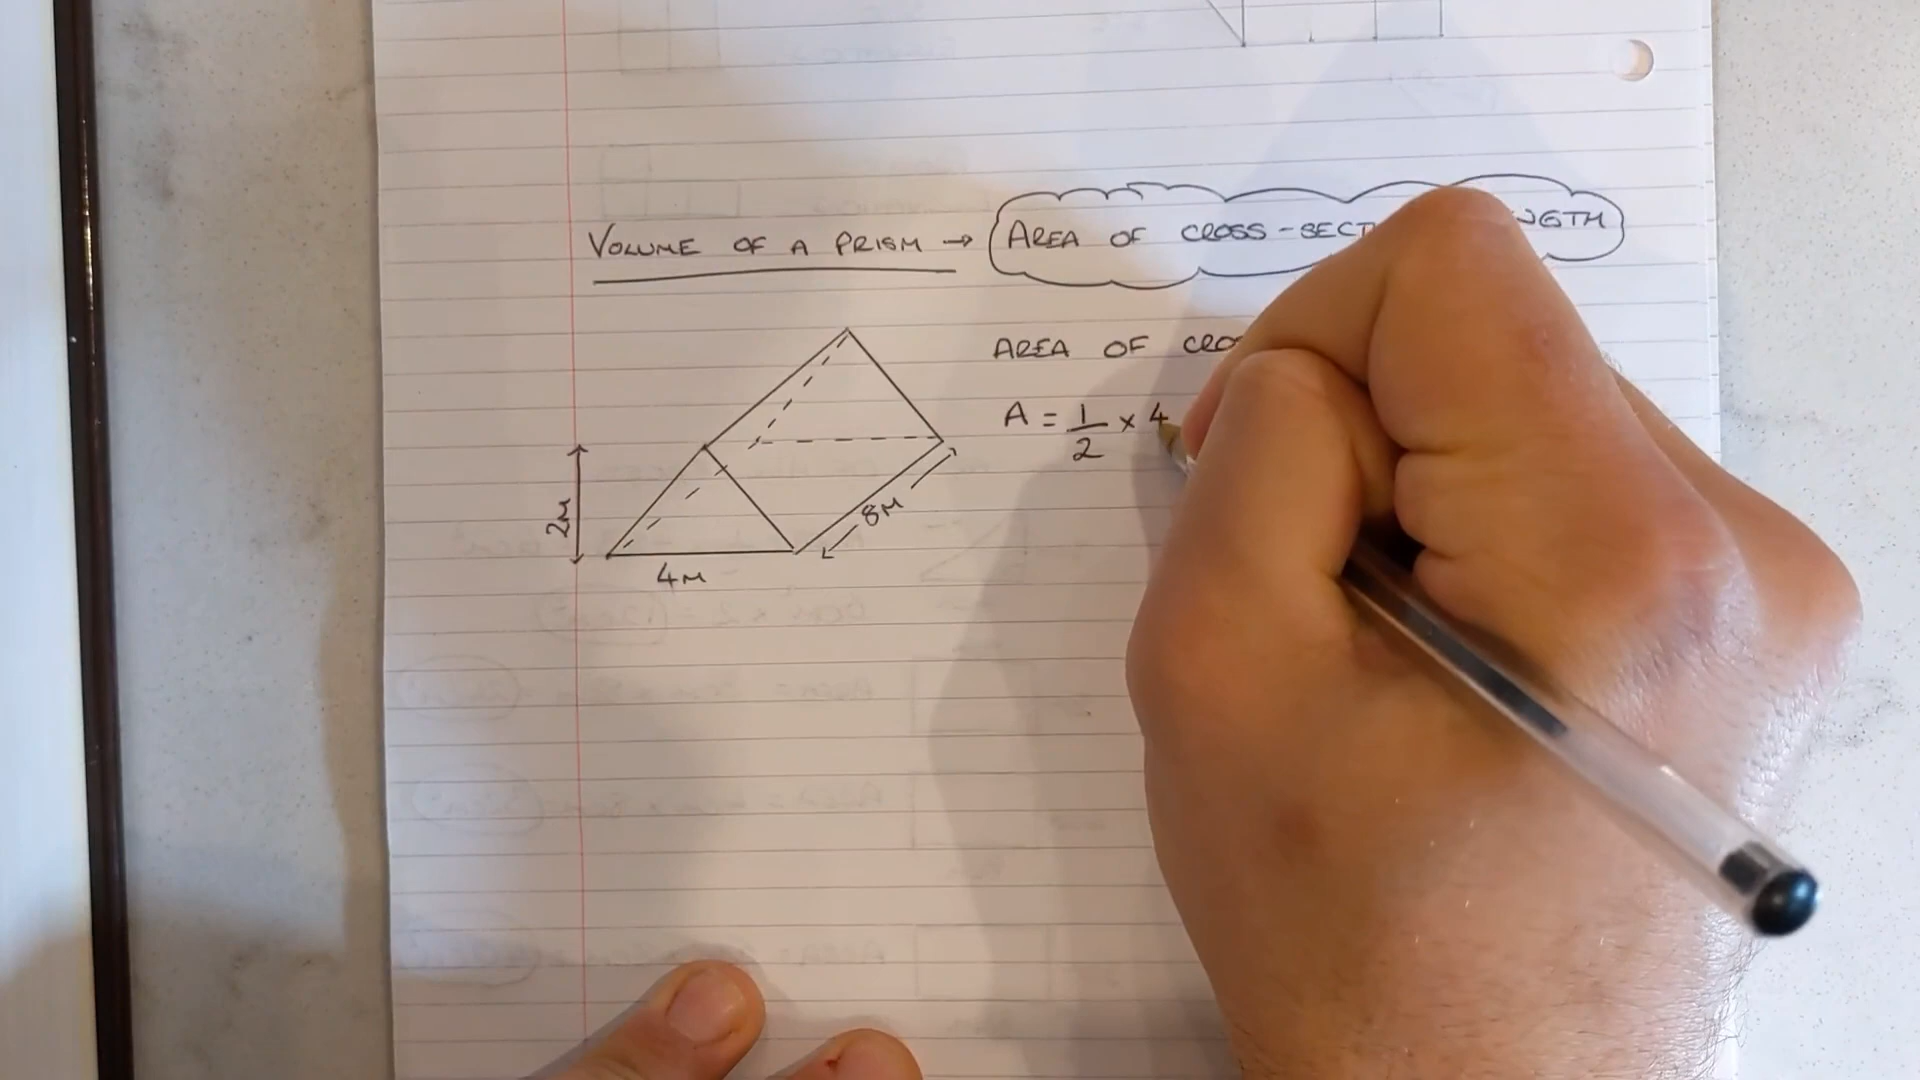 VOLUME OF A PRISM → AREA OF CROSS-SECT NGTH
AREA OF CRO
A = 1/2 × 4
2M
8M
4M